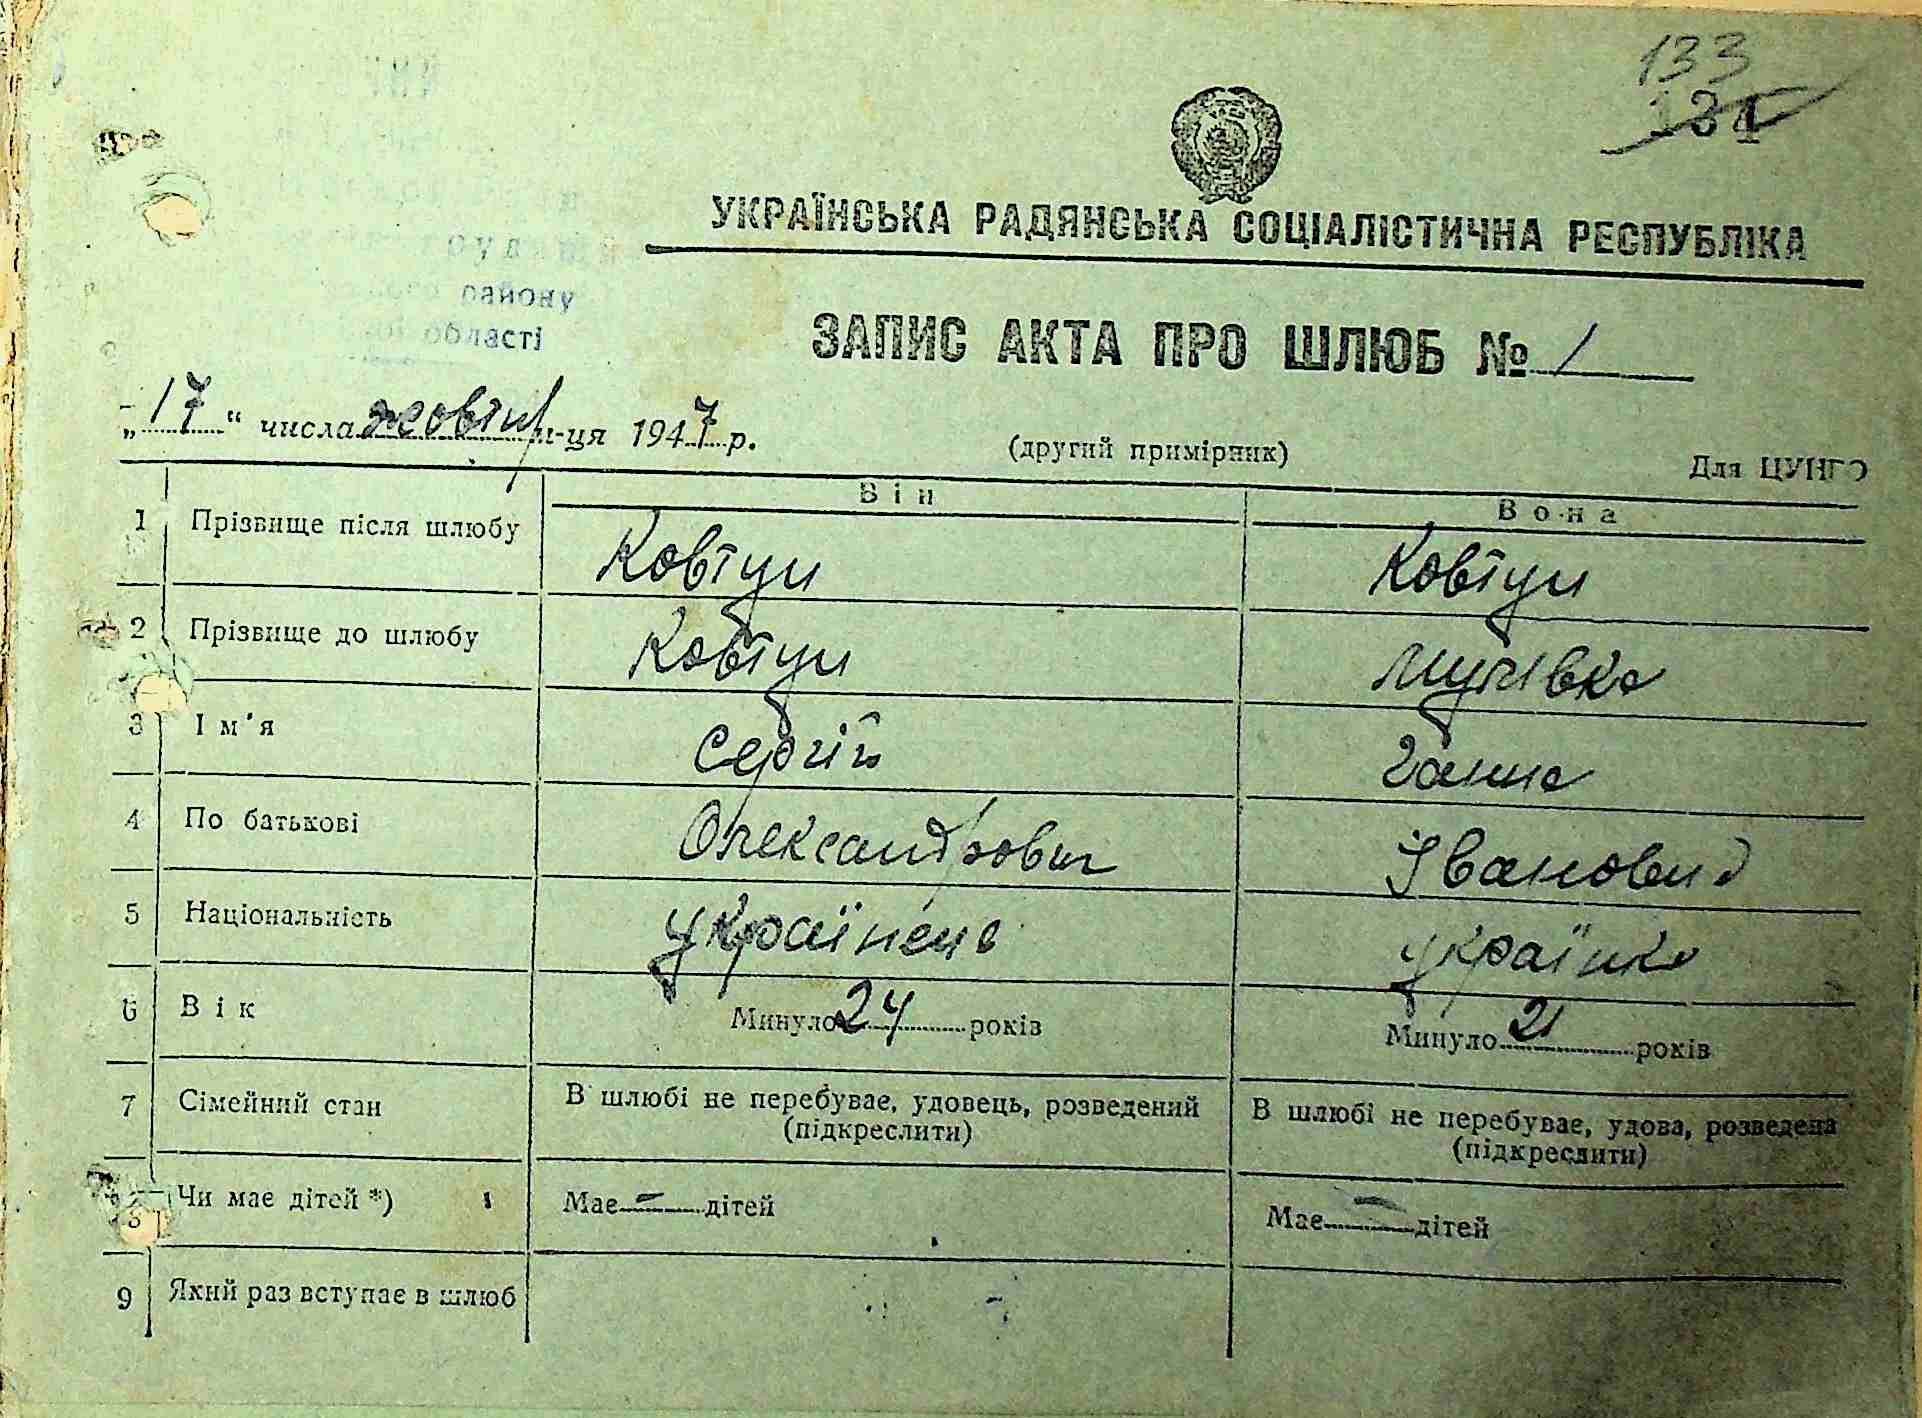 133
134
УКРАЇНСЬКА РАДЯНСЬКА СОЦІАЛІСТИЧНА РЕСПУБЛІКА
району
області
ЗАПИС АКТА ПРО ШЛЮБ № 1
„17“ числа жовтн м-ця 1947 р.
(другий примірник)
Для ЦУНГО
Він Вона
1 Прізвище після шлюбу Ковтун Ковтун
2 Прізвище до шлюбу Ковтун
3 Ім'я Сергій Ганна
4 По батькові Олександрович Іванов
5 Національність українець українка
6 Вік Минуло 24 років Минуло 21 років
7 Сімейний стан В шлюбі не перебуває, удовець, розведений (підкреслити) В шлюбі не перебуває, удова, розведена (підкреслити)
8 Чи має дітей *) Має — дітей Має — дітей
9 Який раз вступає в шлюб